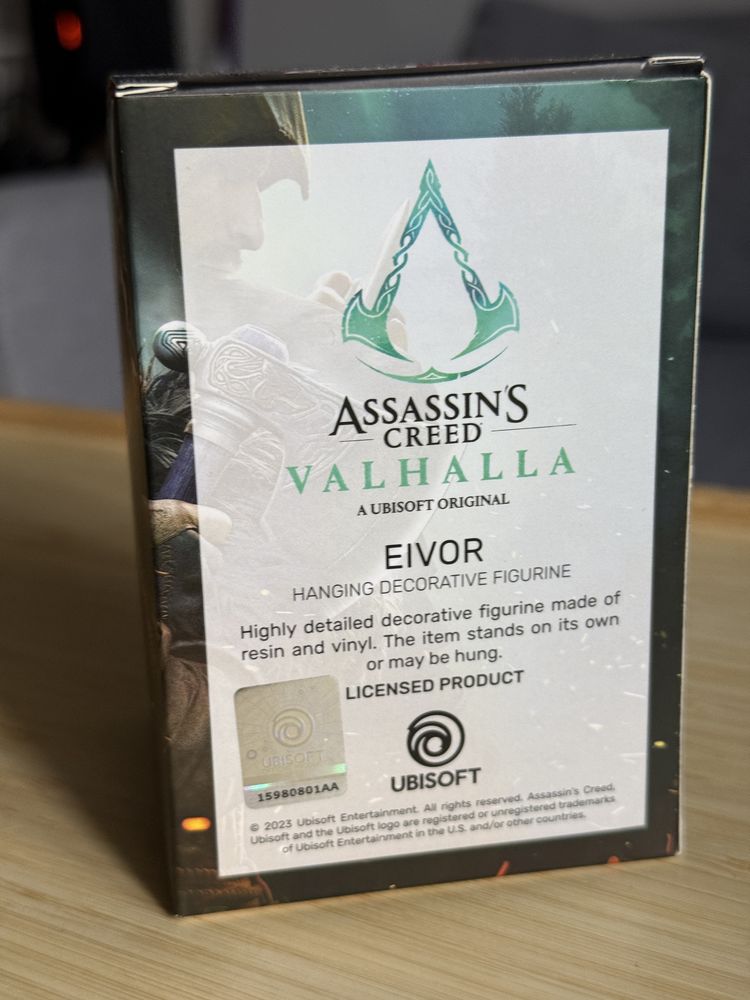 ASSASSIN'S
CREED
VALHALLA
A UBISOFT ORIGINAL
EIVOR
HANGING DECORATIVE FIGURINE
Highly detailed decorative figurine made of
resin and vinyl. The item stands on its own
or may be hung.
LICENSED PRODUCT
UBISOFT
15980801AA
UBISOFT
© 2023 Ubisoft Entertainment. All rights reserved. Assassin's Creed,
Ubisoft and the Ubisoft logo are registered or unregistered trademarks
of Ubisoft Entertainment in the U.S. and/or other countries.